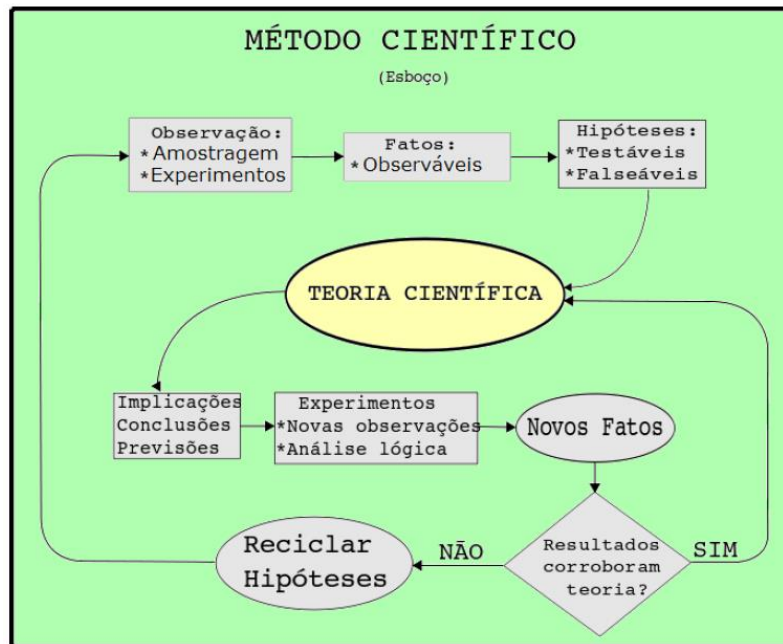 MÉTODO CIENTÍFICO
(Esboço)
Observação:
*Amostragem
*Experimentos
Fatos:
*Observáveis
Hipóteses:
*Testáveis
*Falseáveis
TEORIA CIENTÍFICA
Implicações
Conclusões
Previsões
Experimentos
*Novas observações
*Análise lógica
Novos Fatos
Resultados
corroboram
teoria?
SIM
NÃO
Reciclar
Hipóteses